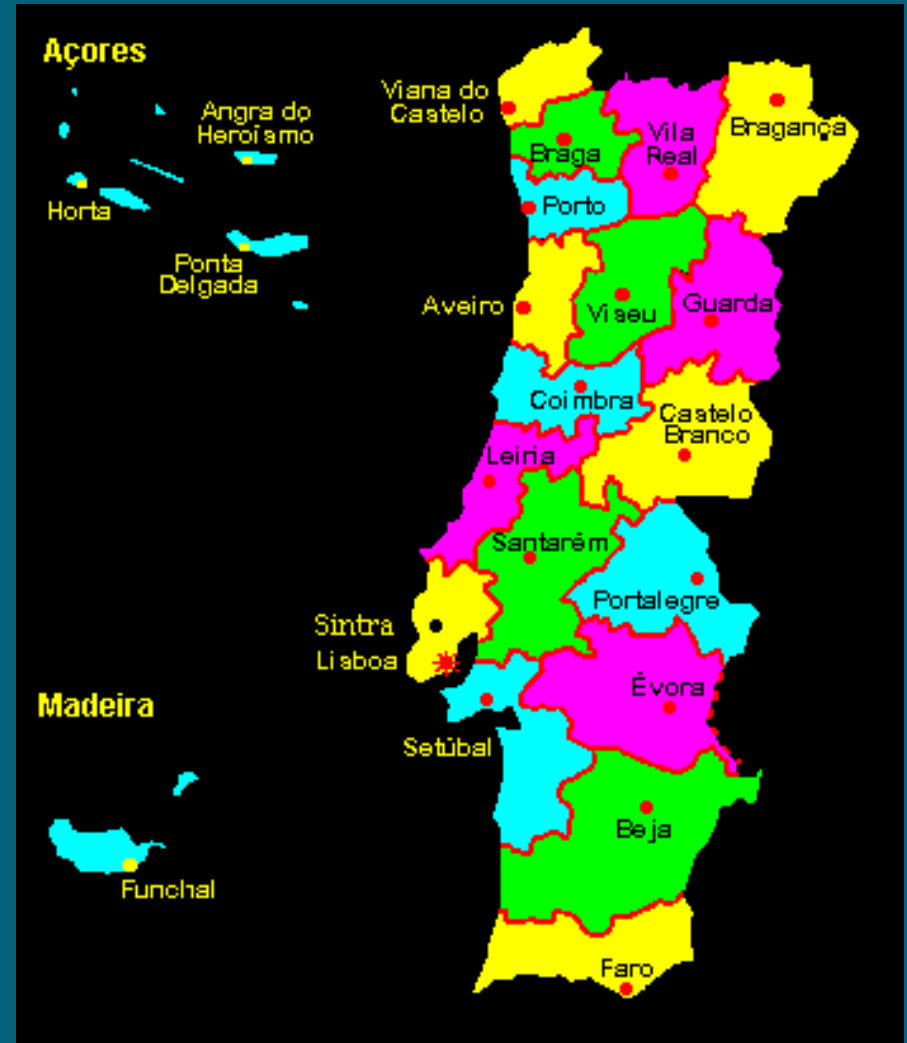 Açores
Angra do
Heroísmo
Horta
Ponta
Delgada
Viana do
Castelo
Braga
Vila
Real
Bragança
Porto
Aveiro
Viseu
Guarda
Coimbra
Castelo
Branco
Leiria
Santarém
Portalegre
Sintra
Lisboa
Évora
Setúbal
Madeira
Beja
Funchal
Faro